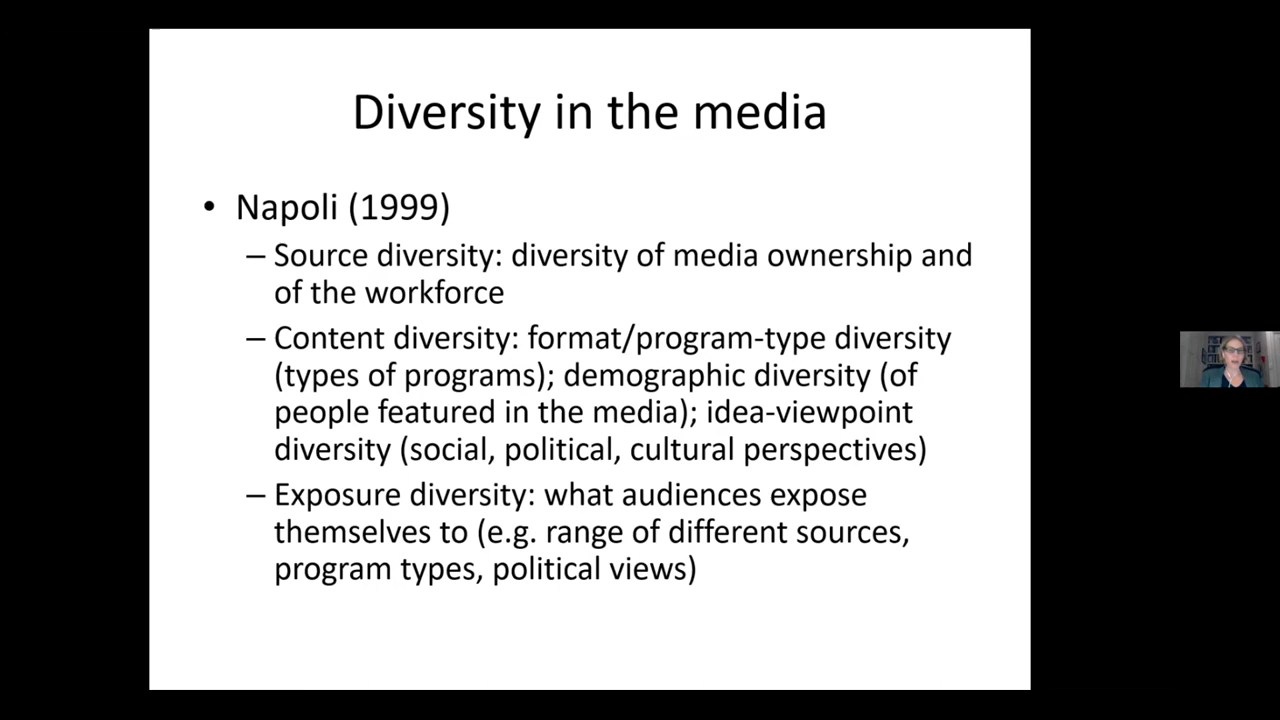 Diversity in the media
• Napoli (1999)
– Source diversity: diversity of media ownership and
of the workforce
– Content diversity: format/program-type diversity
(types of programs); demographic diversity (of
people featured in the media); idea-viewpoint
diversity (social, political, cultural perspectives)
– Exposure diversity: what audiences expose
themselves to (e.g. range of different sources,
program types, political views)